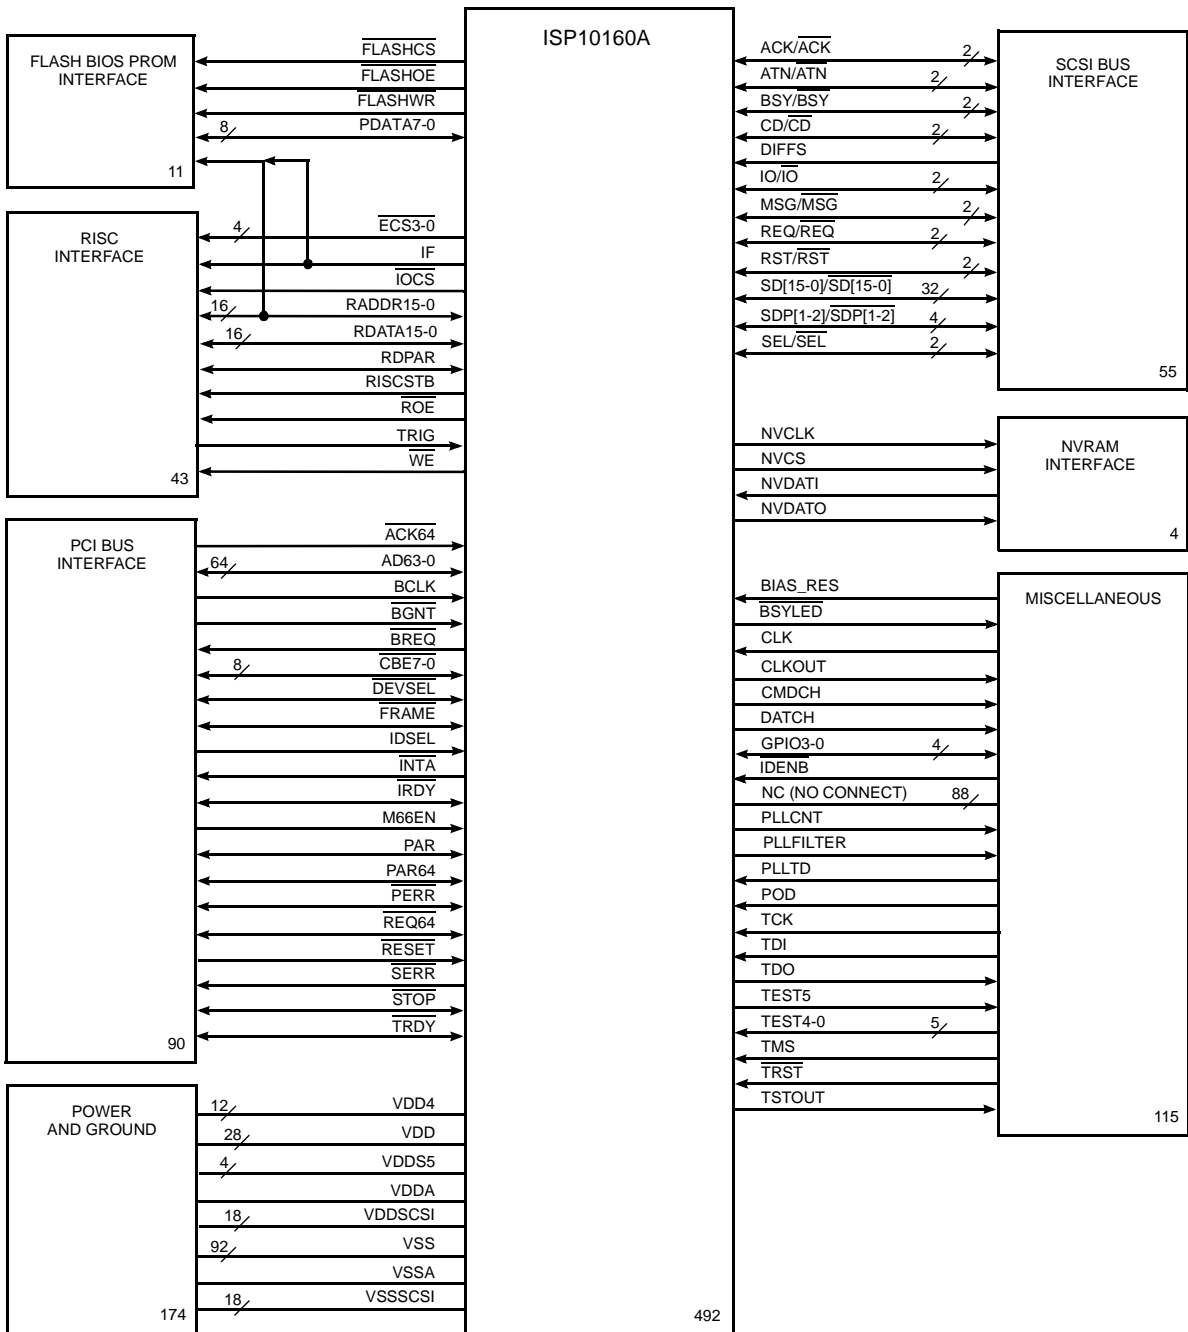 ISP10160A
492
FLASH BIOS PROM
INTERFACE
11
FLASHCS
FLASHOE
FLASHWR
8 PDATA7-0
RISC
INTERFACE
43
4 ECS3-0
IF
IOCS
16 RADDR15-0
16 RDATA15-0
RDPAR
RISCSTB
ROE
TRIG
WE
PCI BUS
INTERFACE
90
ACK64
64 AD63-0
BCLK
BGNT
BREQ
8 CBE7-0
DEVSEL
FRAME
IDSEL
INTA
IRDY
M66EN
PAR
PAR64
PERR
REQ64
RESET
SERR
STOP
TRDY
POWER
AND GROUND
174
12 VDD4
28 VDD
4 VDDS5
VDDA
18 VDDSCSI
92 VSS
VSSA
18 VSSSCSI
SCSI BUS
INTERFACE
55
ACK/ACK 2
ATN/ATN 2
BSY/BSY 2
CD/CD 2
DIFFS
IO/IO 2
MSG/MSG 2
REQ/REQ 2
RST/RST 2
SD[15-0]/SD[15-0] 32
SDP[1-2]/SDP[1-2] 4
SEL/SEL 2
NVRAM
INTERFACE
4
NVCLK
NVCS
NVDATI
NVDATO
MISCELLANEOUS
115
BIAS_RES
BSYLED
CLK
CLKOUT
CMDCH
DATCH
GPIO3-0 4
IDENB
NC (NO CONNECT) 88
PLLCNT
PLLFILTER
PLLTD
POD
TCK
TDI
TDO
TEST5
TEST4-0 5
TMS
TRST
TSTOUT